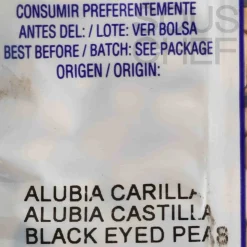 CONSUMIR PREFERENTEMENTE
ANTES DEL: / LOTE: VER BOLSA
BEST BEFORE / BATCH: SEE PACKAGE
ORIGEN / ORIGIN:
ALUBIA CARILLA
ALUBIA CASTILLA
BLACK EYED PEAS